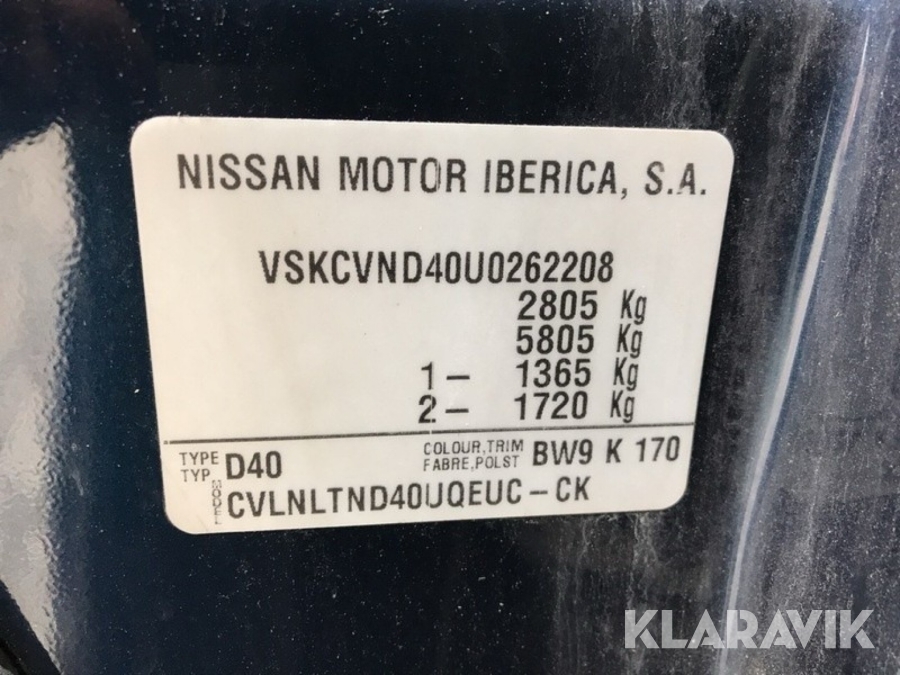 NISSAN MOTOR IBERICA, S.A.
VSKCVND40U0262208
2805 Kg
5805 Kg
1- 1365 Kg
2- 1720 Kg
TYPE
TYP D40
COLOUR,TRIM
FABRE,POLST BW9 K 170
MODEL CVLNLTND40UQEUC-CK
KLARAVIK